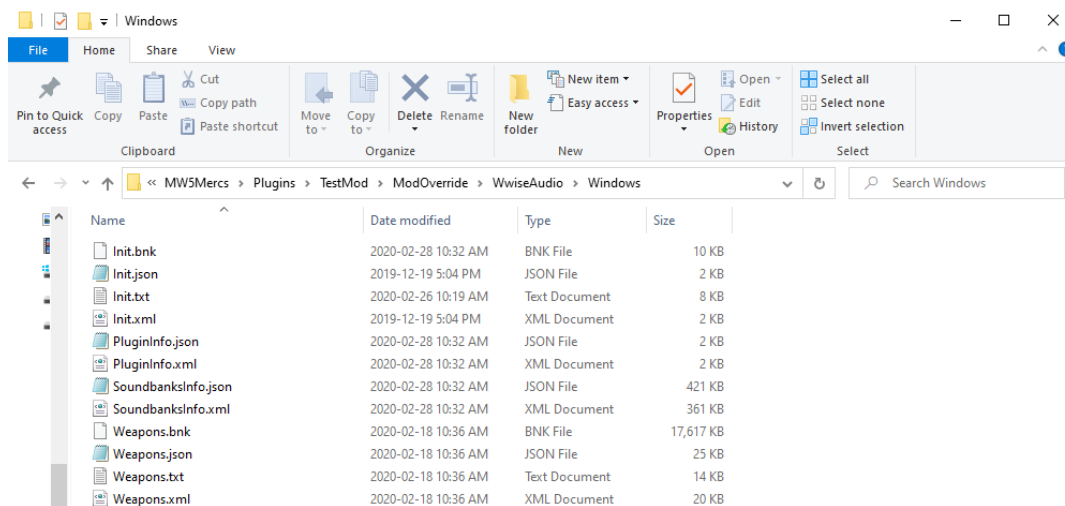 Windows
File Home Share View
Pin to Quick access
Copy
Paste
Cut
Copy path
Paste shortcut
Clipboard
Move to
Copy to
Delete
Rename
Organize
New folder
New item
Easy access
New
Properties
Open
Edit
History
Open
Select all
Select none
Invert selection
Select
« MW5Mercs > Plugins > TestMod > ModOverride > WwiseAudio > Windows
Search Windows
Name Date modified Type Size
Init.bnk 2020-02-28 10:32 AM BNK File 10 KB
Init.json 2019-12-19 5:04 PM JSON File 2 KB
Init.txt 2020-02-26 10:19 AM Text Document 8 KB
Init.xml 2019-12-19 5:04 PM XML Document 2 KB
PluginInfo.json 2020-02-28 10:32 AM JSON File 2 KB
PluginInfo.xml 2020-02-28 10:32 AM XML Document 2 KB
SoundbanksInfo.json 2020-02-28 10:32 AM JSON File 421 KB
SoundbanksInfo.xml 2020-02-28 10:32 AM XML Document 361 KB
Weapons.bnk 2020-02-18 10:36 AM BNK File 17,617 KB
Weapons.json 2020-02-18 10:36 AM JSON File 25 KB
Weapons.txt 2020-02-18 10:36 AM Text Document 14 KB
Weapons.xml 2020-02-18 10:36 AM XML Document 20 KB